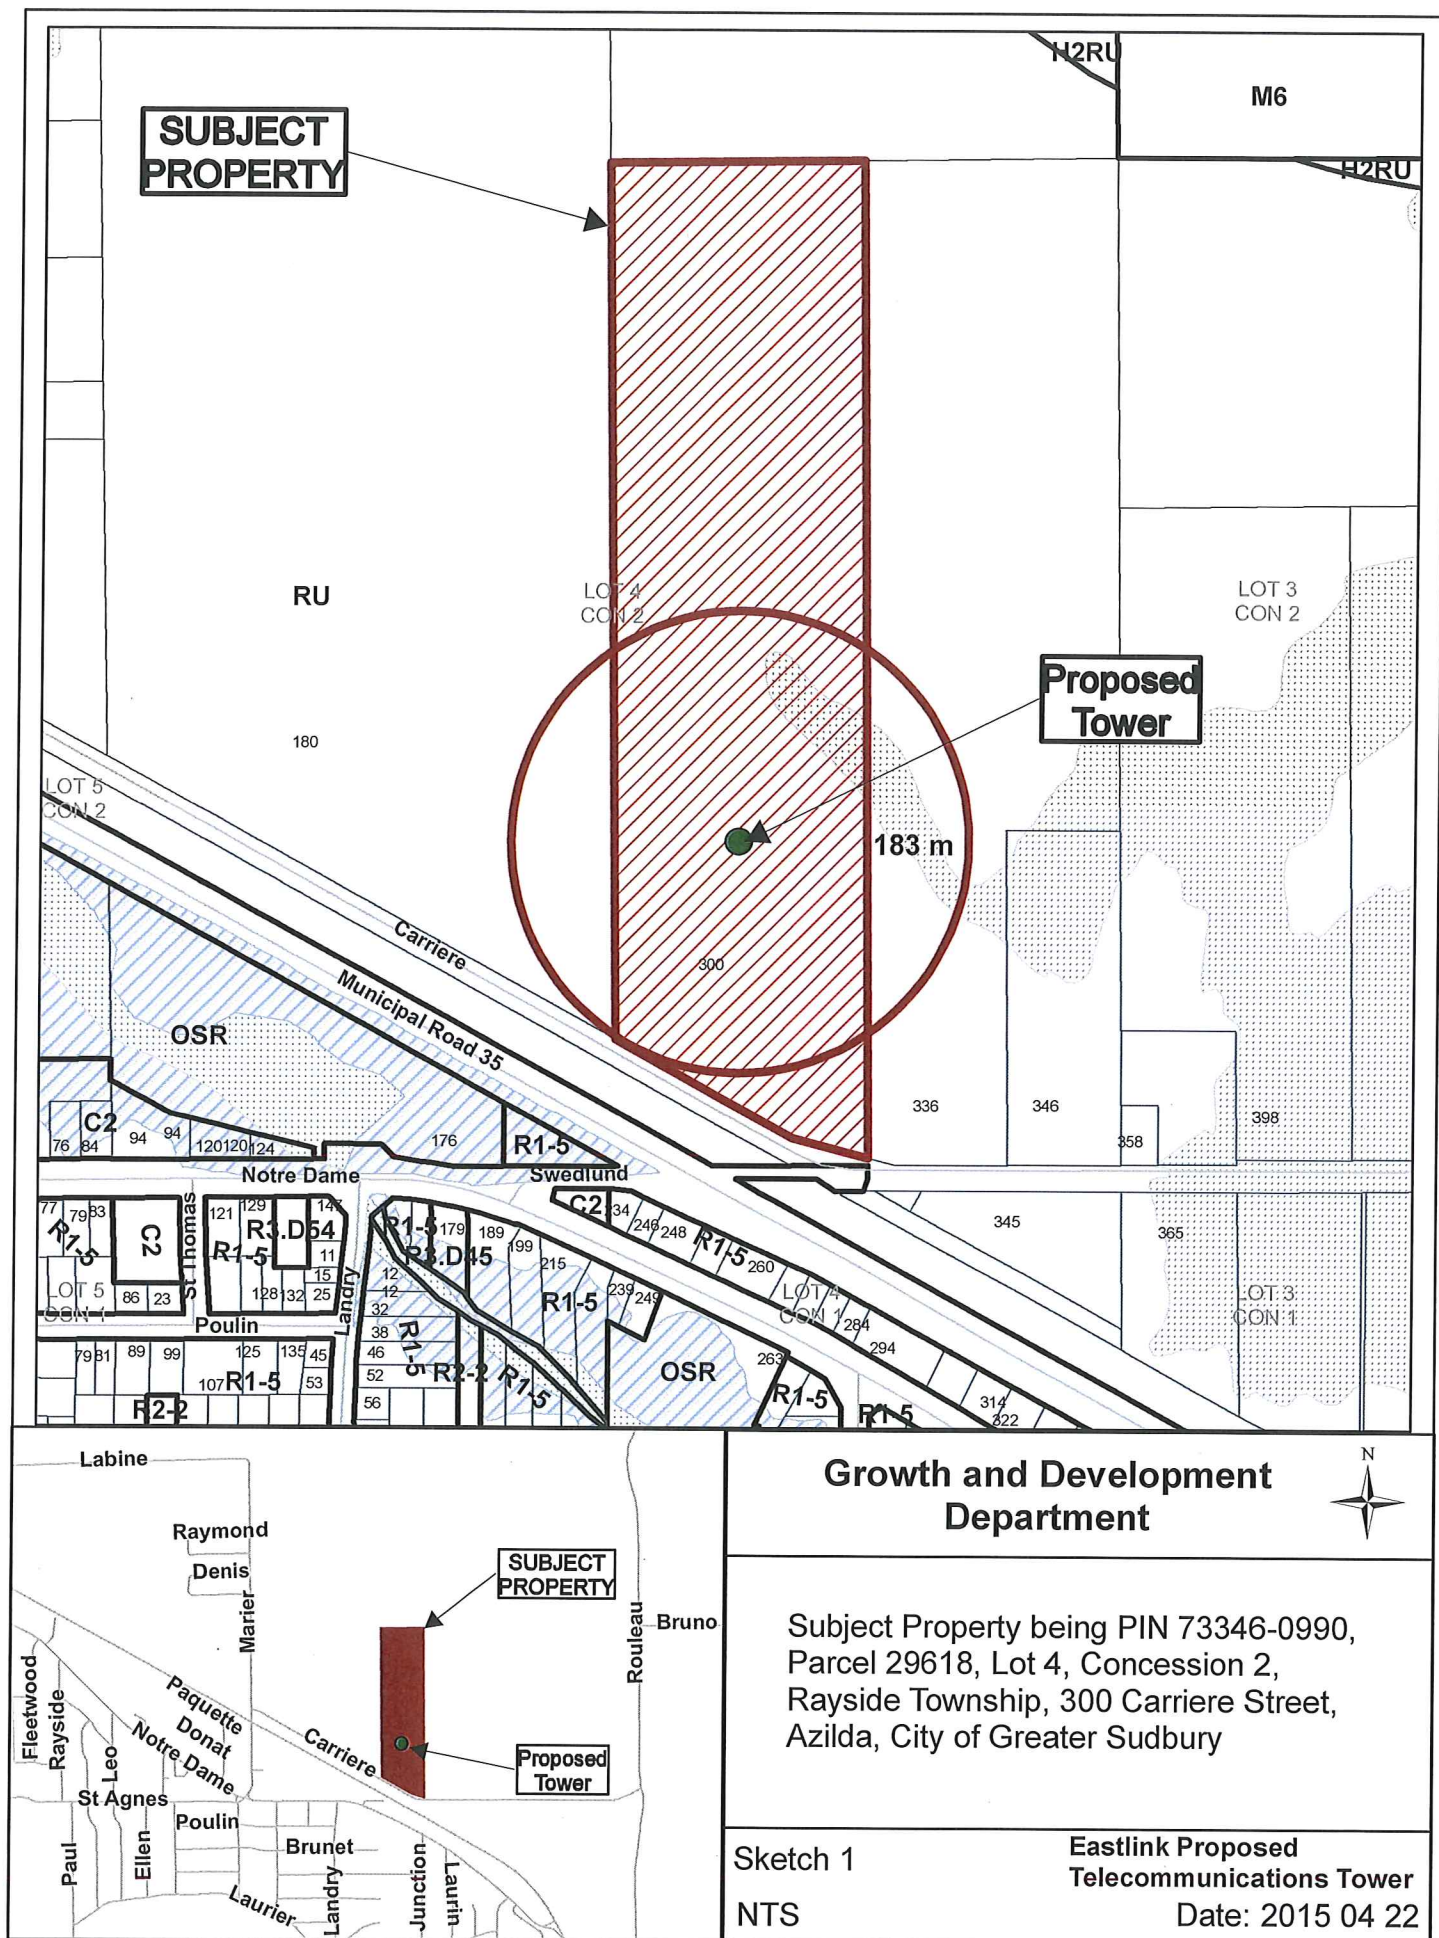 H2RU
M6
H2RU
SUBJECT
PROPERTY
RU
LOT 4
CON 2
LOT 3
CON 2
Proposed
Tower
180
LOT 5
CON 2
183 m
Carriere
300
Municipal Road 35
OSR
336
346
358
398
C2
76
84
94
94
120
120
124
176
R1-5
Notre Dame
Swedlund
77
79
83
R1-5
C2
St Thomas
121
129
147
R3.D54
R1-5
11
15
25
128
132
86
23
LOT 5
CON 1
Poulin
Landry
R1-5
179
189
199
R3.D45
215
R1-5
239
249
C2
234
246
248
R1-5
260
LOT 4
CON 1
284
294
345
365
LOT 3
CON 1
12
12
32
38
46
52
56
R1-5
R2-2
R1-5
OSR
263
R1-5
R1-5
314
322
79
81
89
99
125
135
45
53
107
R1-5
R2-2
Labine
Raymond
Denis
Marier
SUBJECT
PROPERTY
Rouleau
Bruno
Fleetwood
Rayside
Paquette
Donat
Notre Dame
Carriere
Leo
St Agnes
Proposed
Tower
Paul
Ellen
Poulin
Brunet
Laurier
Landry
Junction
Laurin
Growth and Development
Department
N
Subject Property being PIN 73346-0990,
Parcel 29618, Lot 4, Concession 2,
Rayside Township, 300 Carriere Street,
Azilda, City of Greater Sudbury
Sketch 1
NTS
Eastlink Proposed
Telecommunications Tower
Date: 2015 04 22